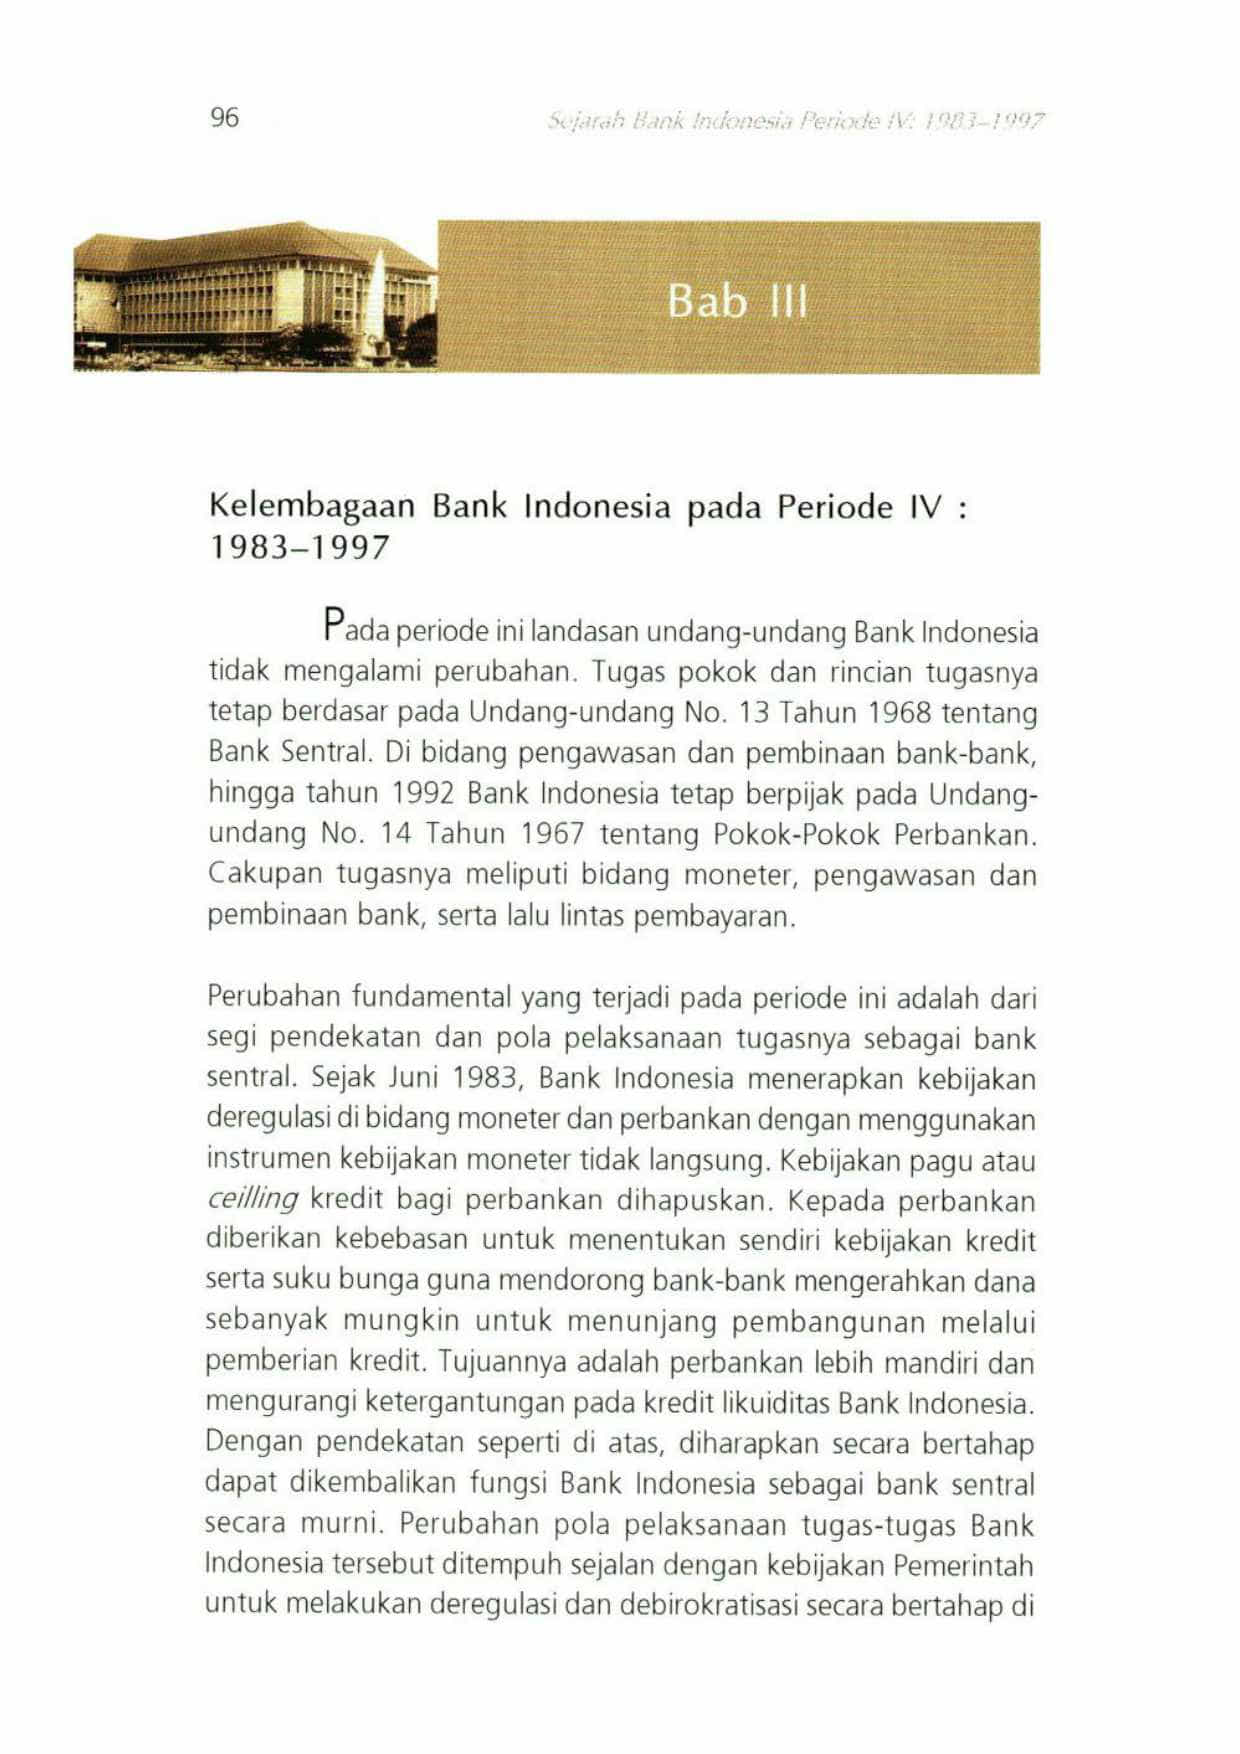 96
Sejarah Bank Indonesia Periode IV: 1983–1997
Bab III
Kelembagaan Bank Indonesia pada Periode IV :
1983–1997
Pada periode ini landasan undang-undang Bank Indonesia
tidak mengalami perubahan. Tugas pokok dan rincian tugasnya
tetap berdasar pada Undang-undang No. 13 Tahun 1968 tentang
Bank Sentral. Di bidang pengawasan dan pembinaan bank-bank,
hingga tahun 1992 Bank Indonesia tetap berpijak pada Undang-
undang No. 14 Tahun 1967 tentang Pokok-Pokok Perbankan.
Cakupan tugasnya meliputi bidang moneter, pengawasan dan
pembinaan bank, serta lalu lintas pembayaran.
Perubahan fundamental yang terjadi pada periode ini adalah dari
segi pendekatan dan pola pelaksanaan tugasnya sebagai bank
sentral. Sejak Juni 1983, Bank Indonesia menerapkan kebijakan
deregulasi di bidang moneter dan perbankan dengan menggunakan
instrumen kebijakan moneter tidak langsung. Kebijakan pagu atau
ceilling kredit bagi perbankan dihapuskan. Kepada perbankan
diberikan kebebasan untuk menentukan sendiri kebijakan kredit
serta suku bunga guna mendorong bank-bank mengerahkan dana
sebanyak mungkin untuk menunjang pembangunan melalui
pemberian kredit. Tujuannya adalah perbankan lebih mandiri dan
mengurangi ketergantungan pada kredit likuiditas Bank Indonesia.
Dengan pendekatan seperti di atas, diharapkan secara bertahap
dapat dikembalikan fungsi Bank Indonesia sebagai bank sentral
secara murni. Perubahan pola pelaksanaan tugas-tugas Bank
Indonesia tersebut ditempuh sejalan dengan kebijakan Pemerintah
untuk melakukan deregulasi dan debirokratisasi secara bertahap di